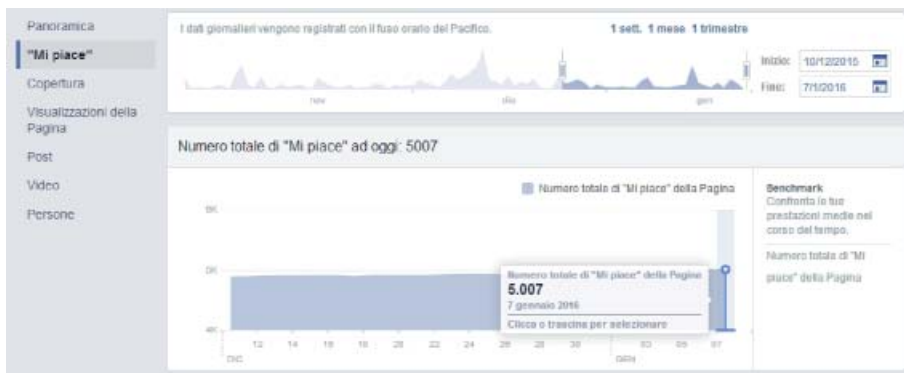 Panoramica
"Mi piace"
Copertura
Visualizzazioni della
Pagina
Post
Video
Persone
I dati giornalieri vengono registrati con il fuso orario del Pacifico.
1 sett. 1 mese 1 trimestre
Inizio: 10/12/2015
Fine: 7/1/2016
nov
dic
gen
Numero totale di "Mi piace" ad oggi: 5007
Numero totale di "Mi piace" della Pagina
Benchmark
Confronta le tue
prestazioni medie nel
corso del tempo.
Numero totale di "Mi
piace" della Pagina
6K
5K
4K
Numero totale di "Mi piace" della Pagina
5.007
7 gennaio 2016
Clicca o trascina per selezionare
12 14 16 18 20 22 24 26 28 30 03 05 07
DIC GEN